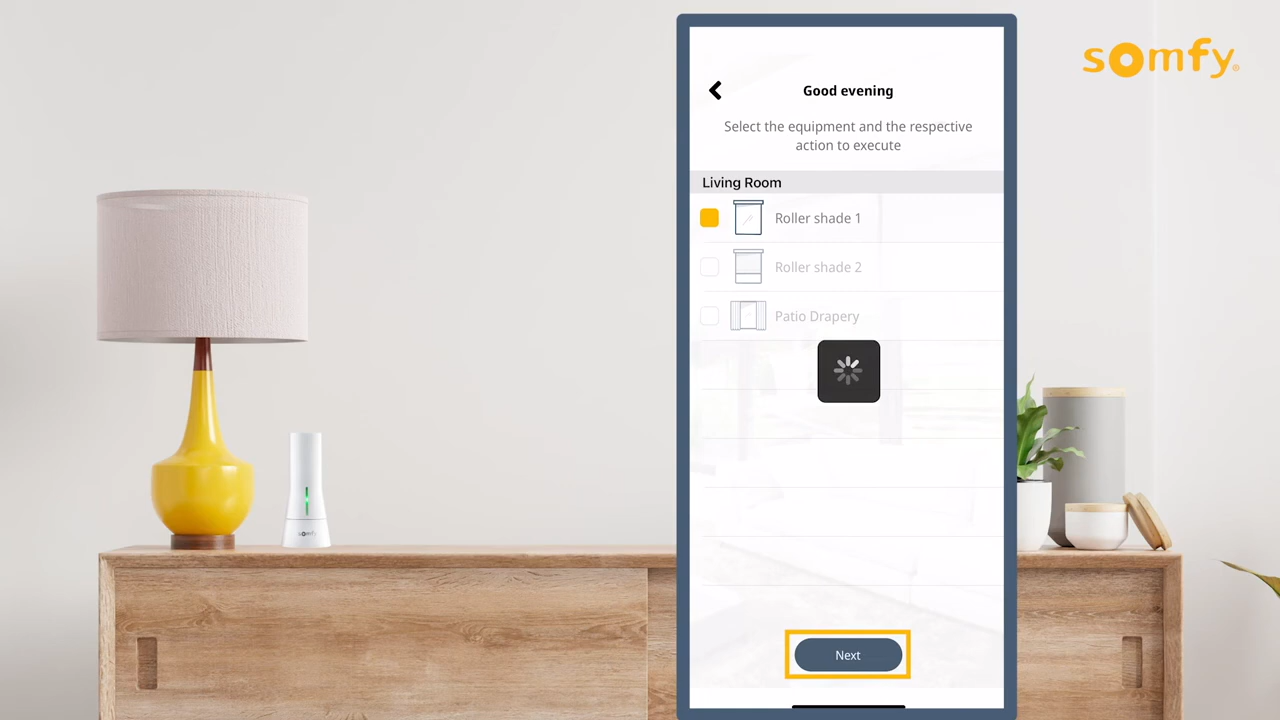 somfy®
Good evening
Select the equipment and the respective
action to execute
Living Room
Roller shade 1
Roller shade 2
Patio Drapery
somfy
Next